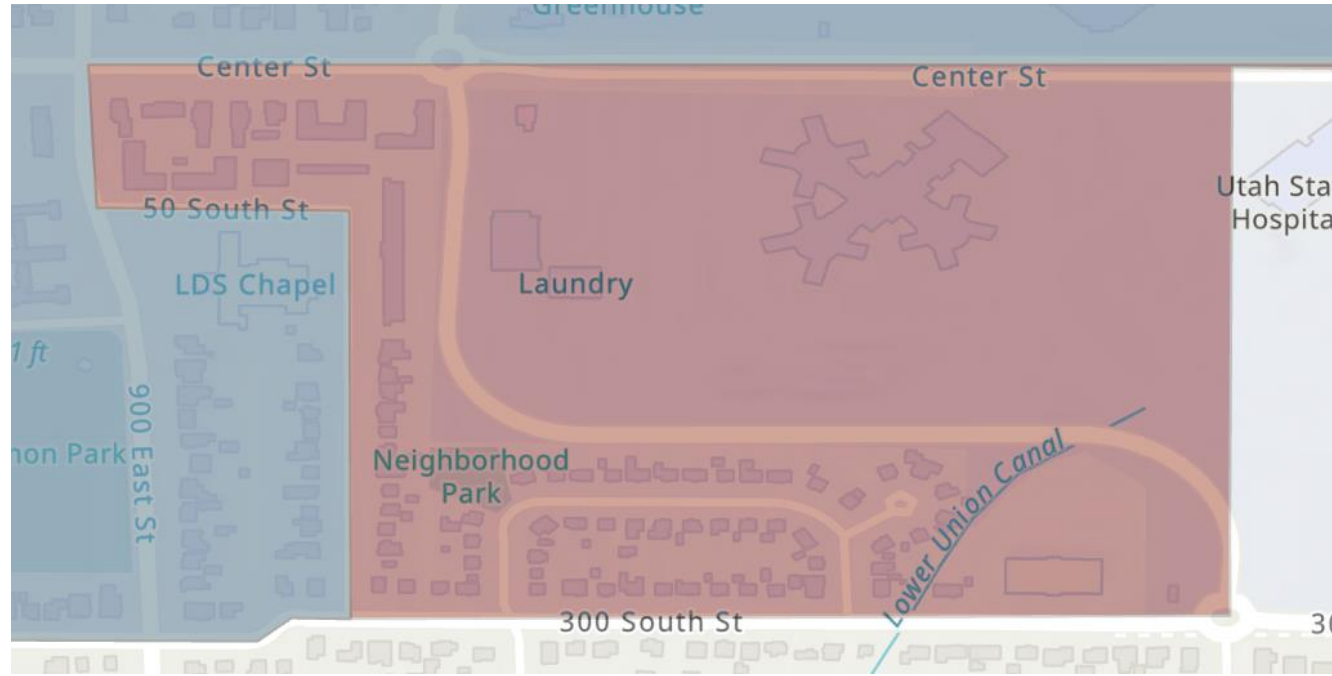 Greenhouse
Center St
Center St
Utah Sta
Hospita
50 South St
LDS Chapel
Laundry
1 ft
900 East St
non Park
Neighborhood
Park
Lower Union Canal
300 South St
30